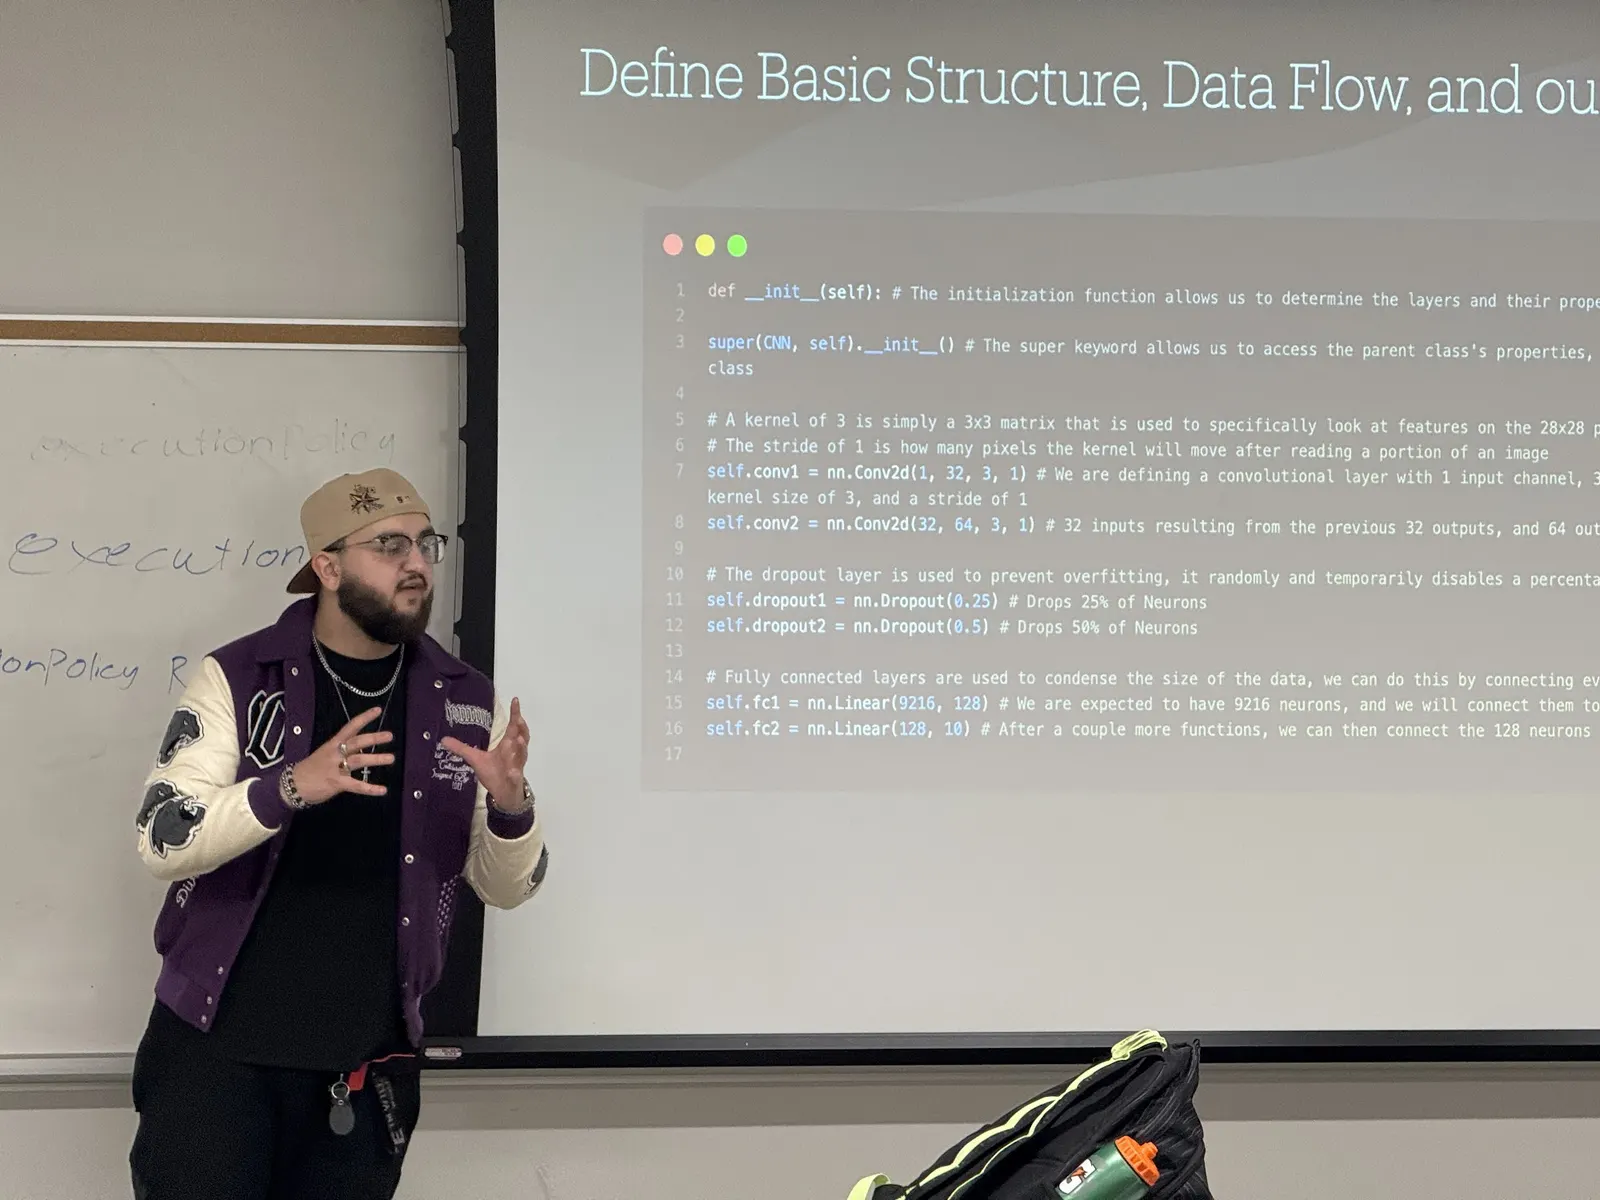 Define Basic Structure, Data Flow, and ou
1 def __init__(self): # The initialization function allows us to determine the layers and their prope
2
3 super(CNN, self).__init__() # The super keyword allows us to access the parent class's properties,
class
4
5 # A kernel of 3 is simply a 3x3 matrix that is used to specifically look at features on the 28x28 p
6 # The stride of 1 is how many pixels the kernel will move after reading a portion of an image
7 self.conv1 = nn.Conv2d(1, 32, 3, 1) # We are defining a convolutional layer with 1 input channel, 3
kernel size of 3, and a stride of 1
8 self.conv2 = nn.Conv2d(32, 64, 3, 1) # 32 inputs resulting from the previous 32 outputs, and 64 out
9
10 # The dropout layer is used to prevent overfitting, it randomly and temporarily disables a percenta
11 self.dropout1 = nn.Dropout(0.25) # Drops 25% of Neurons
12 self.dropout2 = nn.Dropout(0.5) # Drops 50% of Neurons
13
14 # Fully connected layers are used to condense the size of the data, we can do this by connecting ev
15 self.fc1 = nn.Linear(9216, 128) # We are expected to have 9216 neurons, and we will connect them to
16 self.fc2 = nn.Linear(128, 10) # After a couple more functions, we can then connect the 128 neurons
17
executionPolicy
execution
onPolicy R